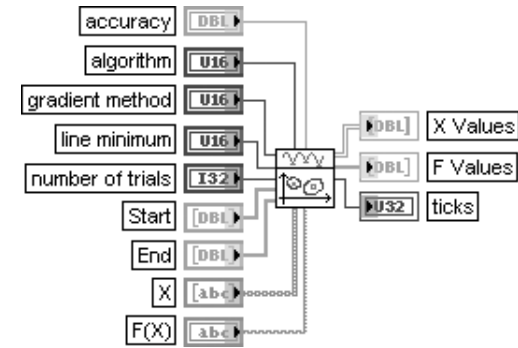 accuracy DBL
algorithm U16
gradient method U16
line minimum U16
number of trials I32
Start [DBL]
End [DBL]
X [abc]
F(X) abc
[DBL] X Values
[DBL] F Values
U32 ticks